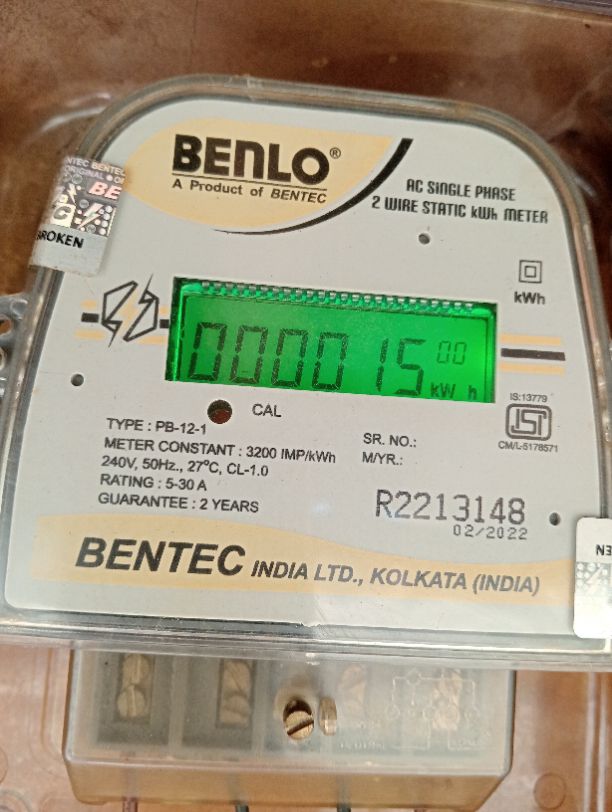 BENLO®
A Product of BENTEC
AC SINGLE PHASE
2 WIRE STATIC kWh METER
BROKEN
kWh
00001500
kW h
CAL
IS:13779
ISI
CM/L-5178571
TYPE : PB-12-1
METER CONSTANT : 3200 IMP/kWh
240V, 50Hz., 27°C, CL-1.0
RATING : 5-30 A
GUARANTEE : 2 YEARS
SR. NO.:
M/YR.:
R2213148
02/2022
BENTEC INDIA LTD., KOLKATA (INDIA)